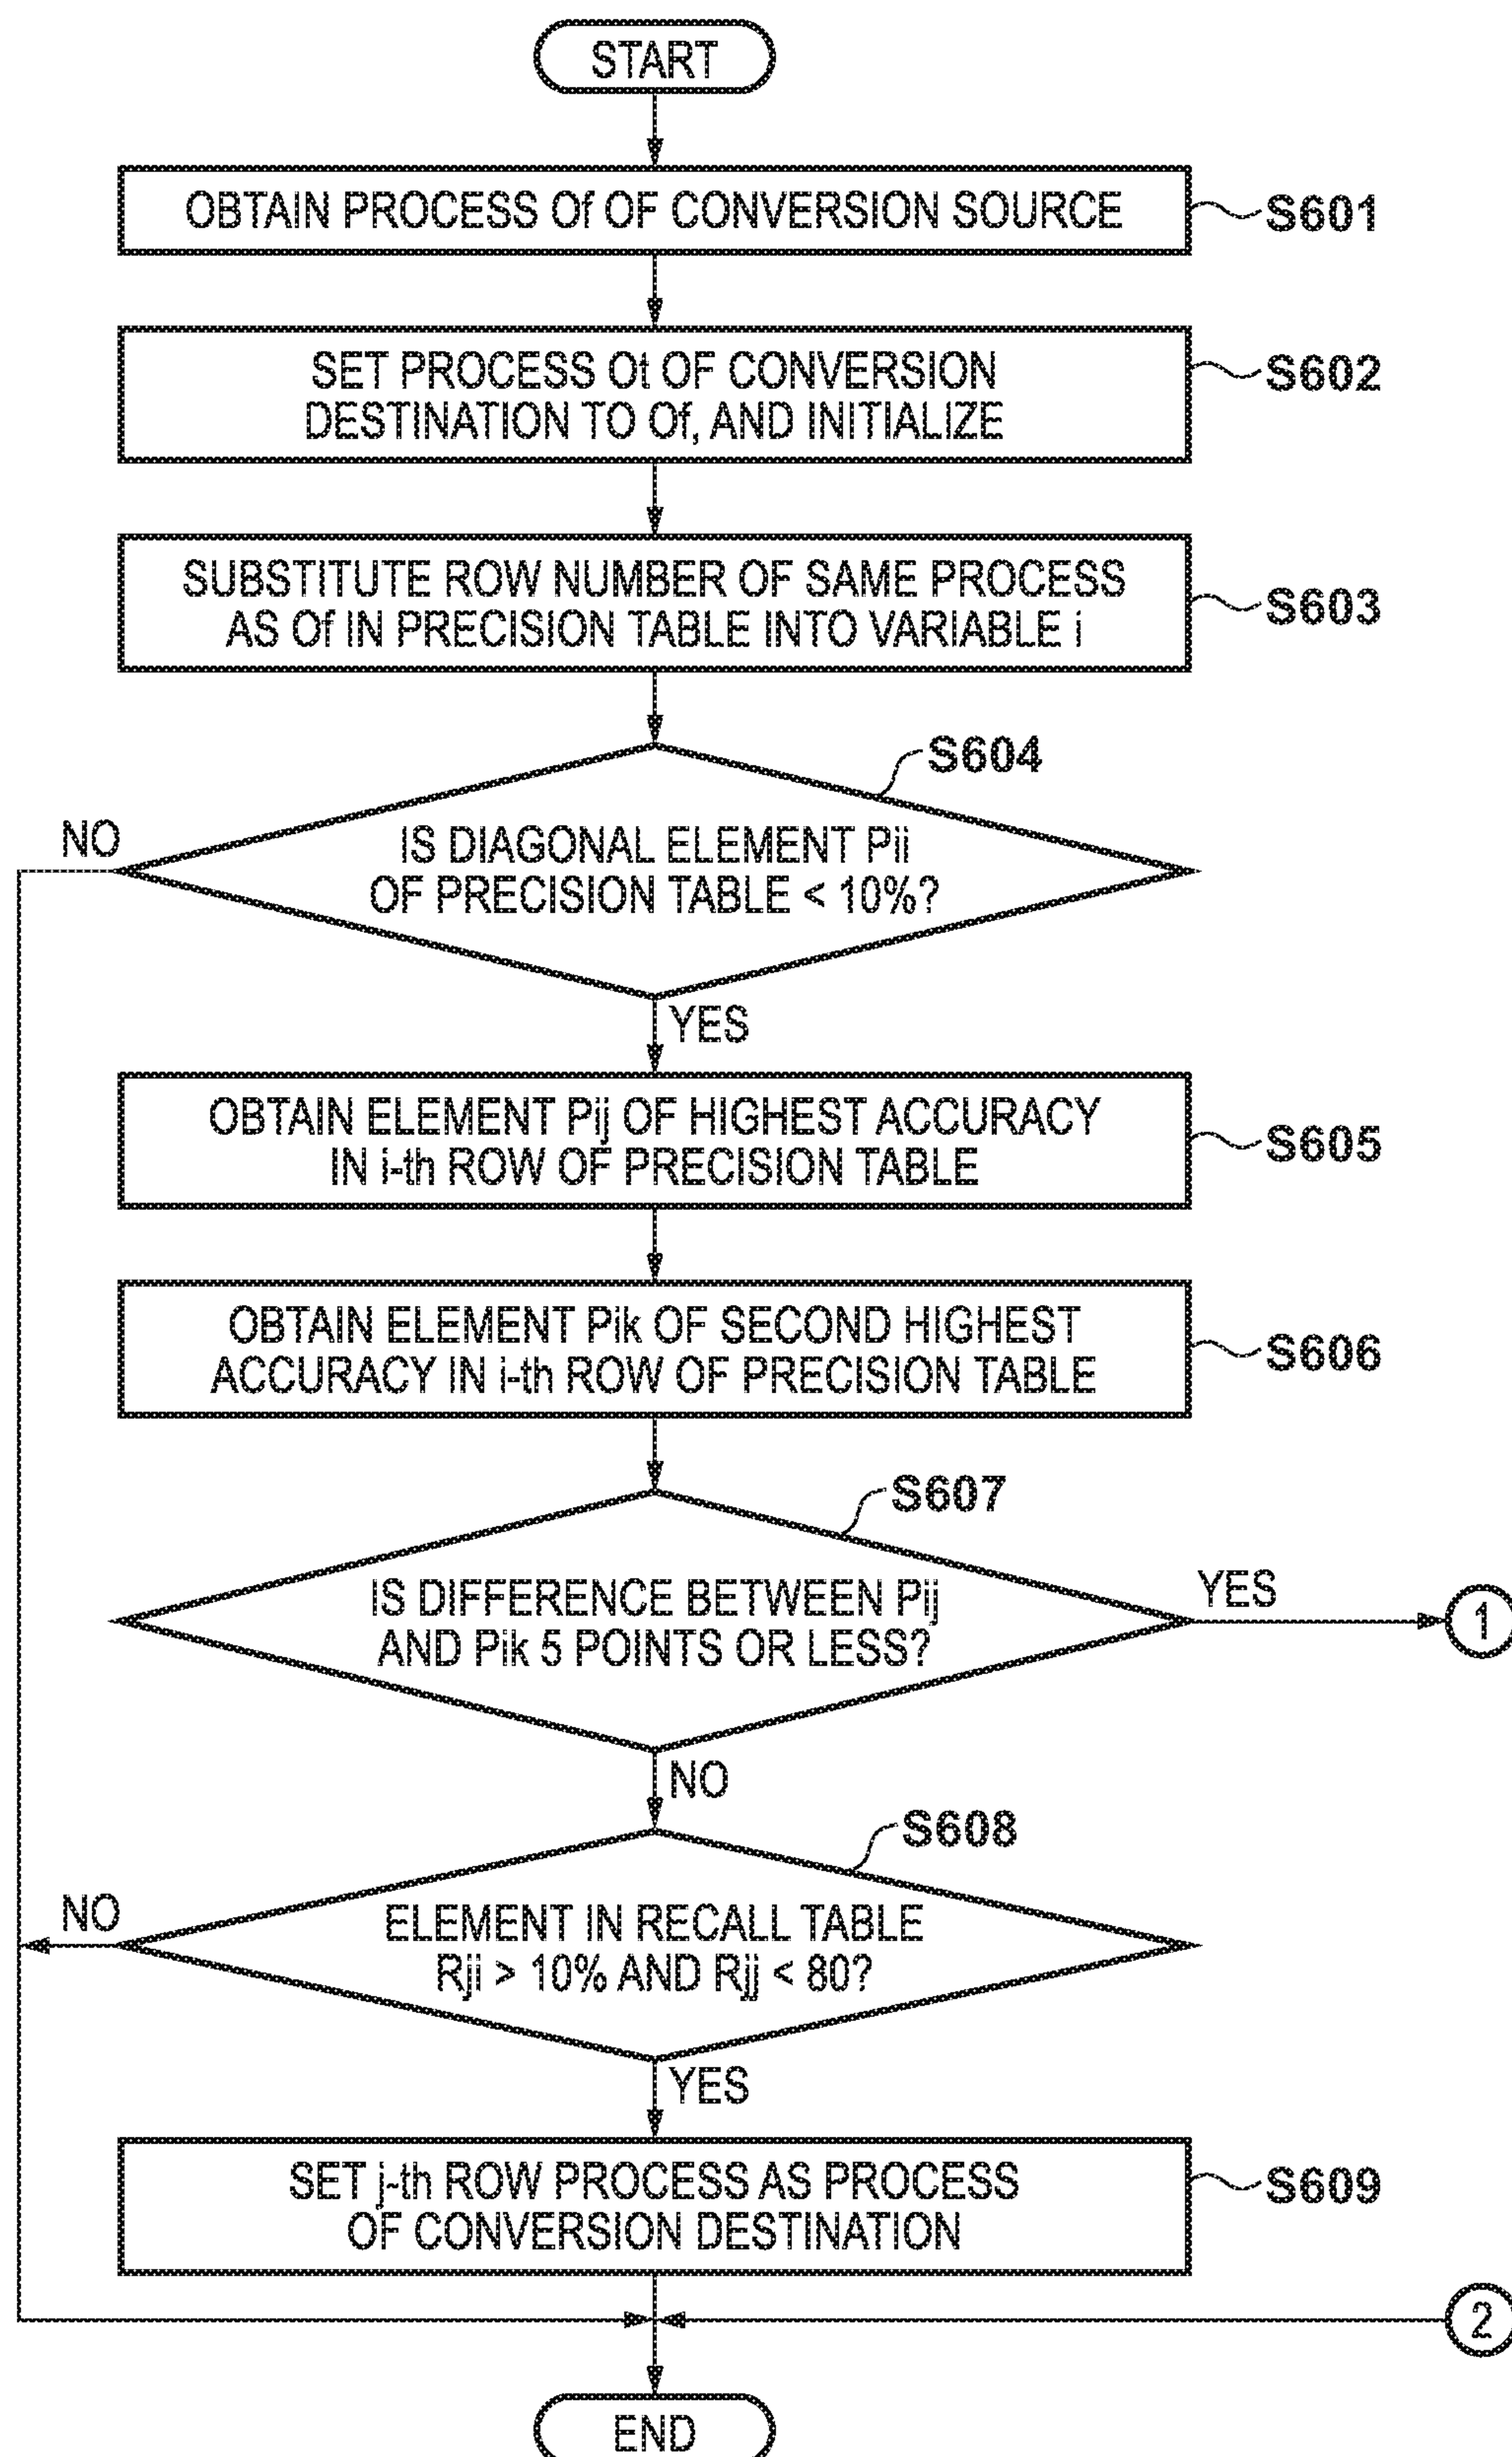 START
OBTAIN PROCESS Of OF CONVERSION SOURCE
S601
SET PROCESS Ot OF CONVERSION
DESTINATION TO Of, AND INITIALIZE
S602
SUBSTITUTE ROW NUMBER OF SAME PROCESS
AS Of IN PRECISION TABLE INTO VARIABLE i
S603
S604
NO
IS DIAGONAL ELEMENT Pii
OF PRECISION TABLE < 10%?
YES
OBTAIN ELEMENT Pij OF HIGHEST ACCURACY
IN i-th ROW OF PRECISION TABLE
S605
OBTAIN ELEMENT Pik OF SECOND HIGHEST
ACCURACY IN i-th ROW OF PRECISION TABLE
S606
S607
IS DIFFERENCE BETWEEN Pij
AND Pik 5 POINTS OR LESS?
YES
1
NO
S608
NO
ELEMENT IN RECALL TABLE
Rji > 10% AND Rjj < 80?
YES
SET j-th ROW PROCESS AS PROCESS
OF CONVERSION DESTINATION
S609
2
END